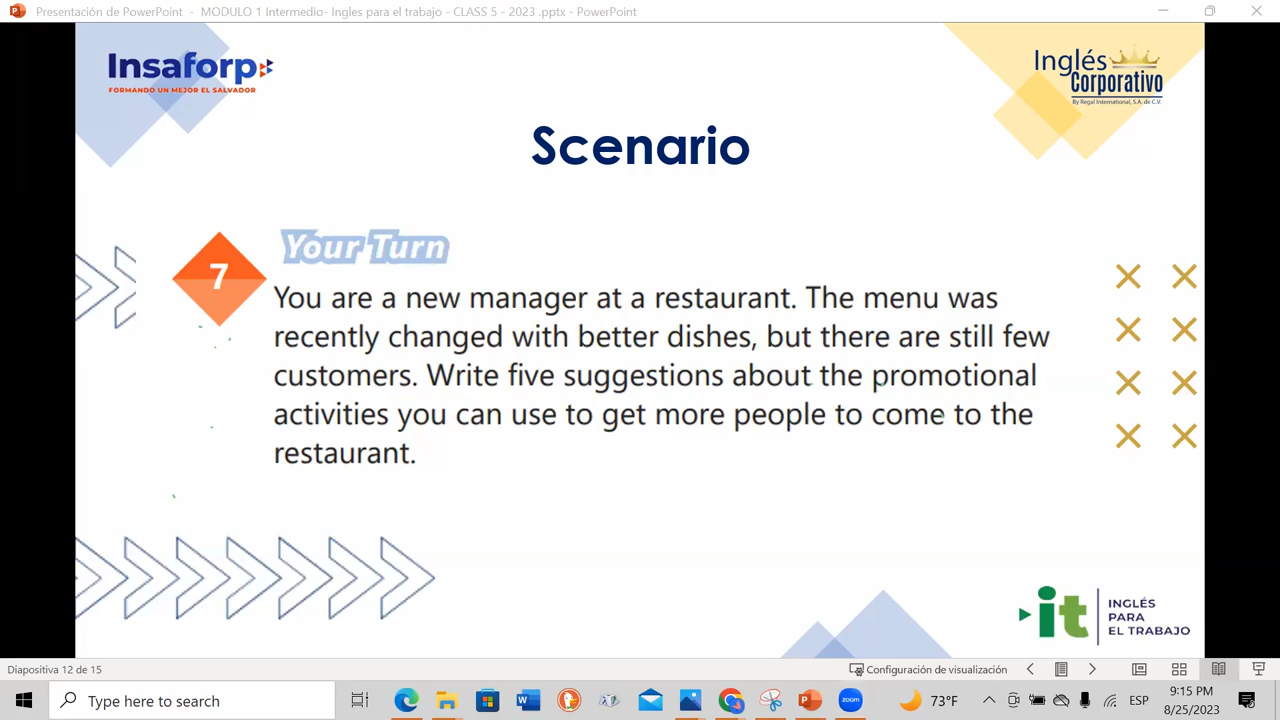 Presentación de PowerPoint - MODULO 1 Intermedio- Ingles para el trabajo - CLASS 5 - 2023 .pptx - PowerPoint
Insaforp
FORMANDO UN MEJOR EL SALVADOR
Inglés
Corporativo
By Regal International, S.A. de C.V.
Scenario
Your Turn
7
You are a new manager at a restaurant. The menu was
recently changed with better dishes, but there are still few
customers. Write five suggestions about the promotional
activities you can use to get more people to come to the
restaurant.
it
INGLÉS
PARA
EL TRABAJO
Diapositiva 12 de 15
Configuración de visualización
Type here to search
zoom
73°F
ESP
9:15 PM
8/25/2023